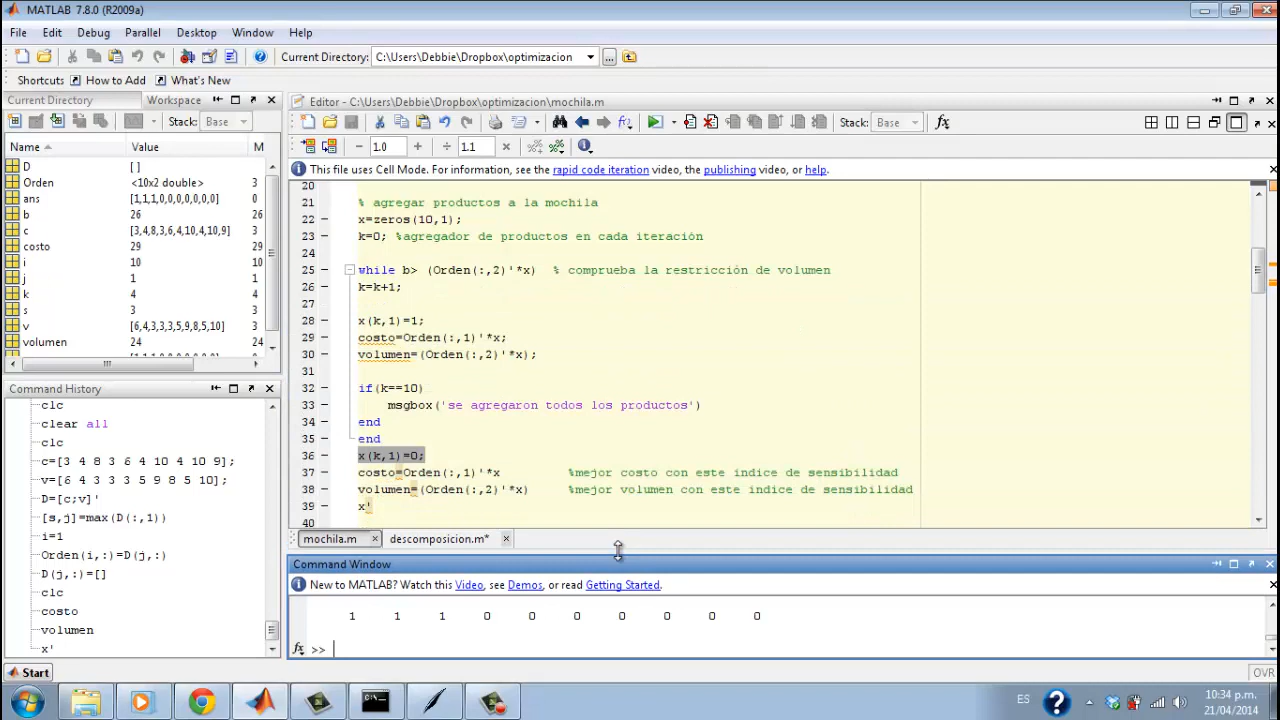 MATLAB 7.8.0 (R2009a)
File Edit Debug Parallel Desktop Window Help
Current Directory: C:\Users\Debbie\Dropbox\optimizacion
Shortcuts How to Add What's New
Current Directory Workspace
Stack: Base
Name Value M
D [ ]
Orden <10x2 double> 3
ans [1,1,1,0,0,0,0,0,0,0] 0
b 26 26
c [3,4,8,3,6,4,10,4,10,9] 3
costo 29 29
i 10 10
j 1 1
k 4 4
s 3 3
v [6,4,3,3,3,5,9,8,5,10] 3
volumen 24 24
Command History
clc
clear all
clc
c=[3 4 8 3 6 4 10 4 10 9];
v=[6 4 3 3 3 5 9 8 5 10];
D=[c;v]'
[s,j]=max(D(:,1))
i=1
Orden(i,:)=D(j,:)
D(j,:)=[]
clc
costo
volumen
x'
Editor - C:\Users\Debbie\Dropbox\optimizacion\mochila.m
Stack: Base fx
1.0 1.1
This file uses Cell Mode. For information, see the rapid code iteration video, the publishing video, or help.
20
21 % agregar productos a la mochila
22 x=zeros(10,1);
23 k=0; %agregador de productos en cada iteración
24
25 while b> (Orden(:,2)'*x) % comprueba la restricción de volumen
26 k=k+1;
27
28 x(k,1)=1;
29 costo=Orden(:,1)'*x;
30 volumen=(Orden(:,2)'*x);
31
32 if(k==10)
33 msgbox('se agregaron todos los productos')
34 end
35 end
36 x(k,1)=0;
37 costo=Orden(:,1)'*x %mejor costo con este indice de sensibilidad
38 volumen=(Orden(:,2)'*x) %mejor volumen con este indice de sensibilidad
39 x'
40
mochila.m descomposicion.m*
Command Window
New to MATLAB? Watch this Video, see Demos, or read Getting Started.
1 1 1 0 0 0 0 0 0 0
fx >>
Start
OVR
ES
10:34 p.m.
21/04/2014